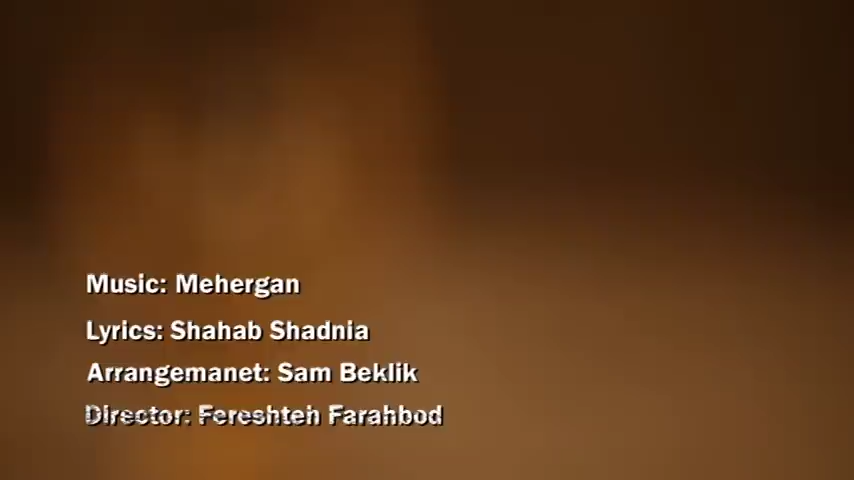 Music: Mehergan
Lyrics: Shahab Shadnia
Arrangemanet: Sam Beklik
Director: Fereshteh Farahbod